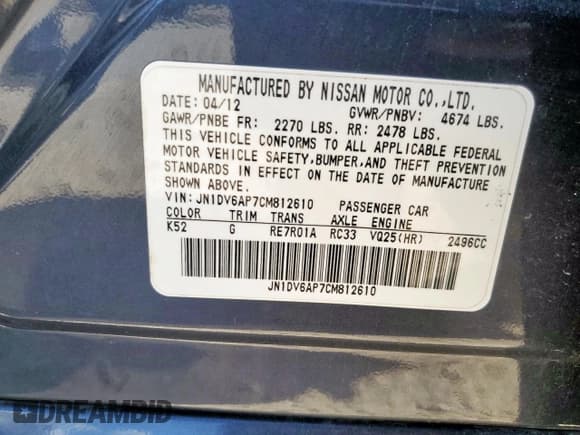 MANUFACTURED BY NISSAN MOTOR CO.,LTD.
DATE: 04/12 GVWR/PNBV: 4674 LBS.
GAWR/PNBE FR: 2270 LBS. RR: 2478 LBS.
THIS VEHICLE CONFORMS TO ALL APPLICABLE FEDERAL
MOTOR VEHICLE SAFETY,BUMPER,AND THEFT PREVENTION
STANDARDS IN EFFECT ON THE DATE OF MANUFACTURE
SHOWN ABOVE.
VIN: JN1DV6AP7CM812610 PASSENGER CAR
COLOR TRIM TRANS AXLE ENGINE
K52 G RE7R01A RC33 VQ25(HR) 2496CC
JN1DV6AP7CM812610
DREAMBID